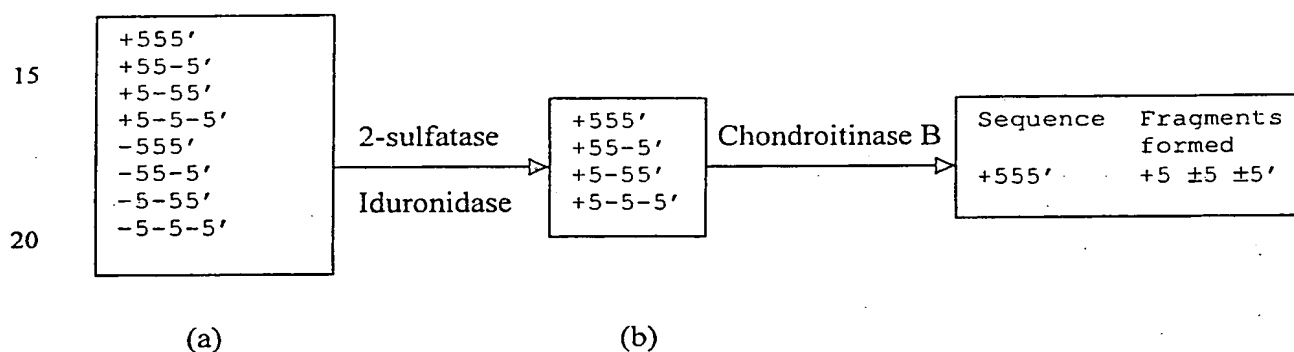 15
20
+555'
+55-5'
+5-55'
+5-5-5'
-555'
-55-5'
-5-55'
-5-5-5'
(a)
2-sulfatase
Iduronidase
+555'
+55-5'
+5-55'
+5-5-5'
(b)
Chondroitinase B
Sequence Fragments
formed
+555' +5 ±5 ±5'